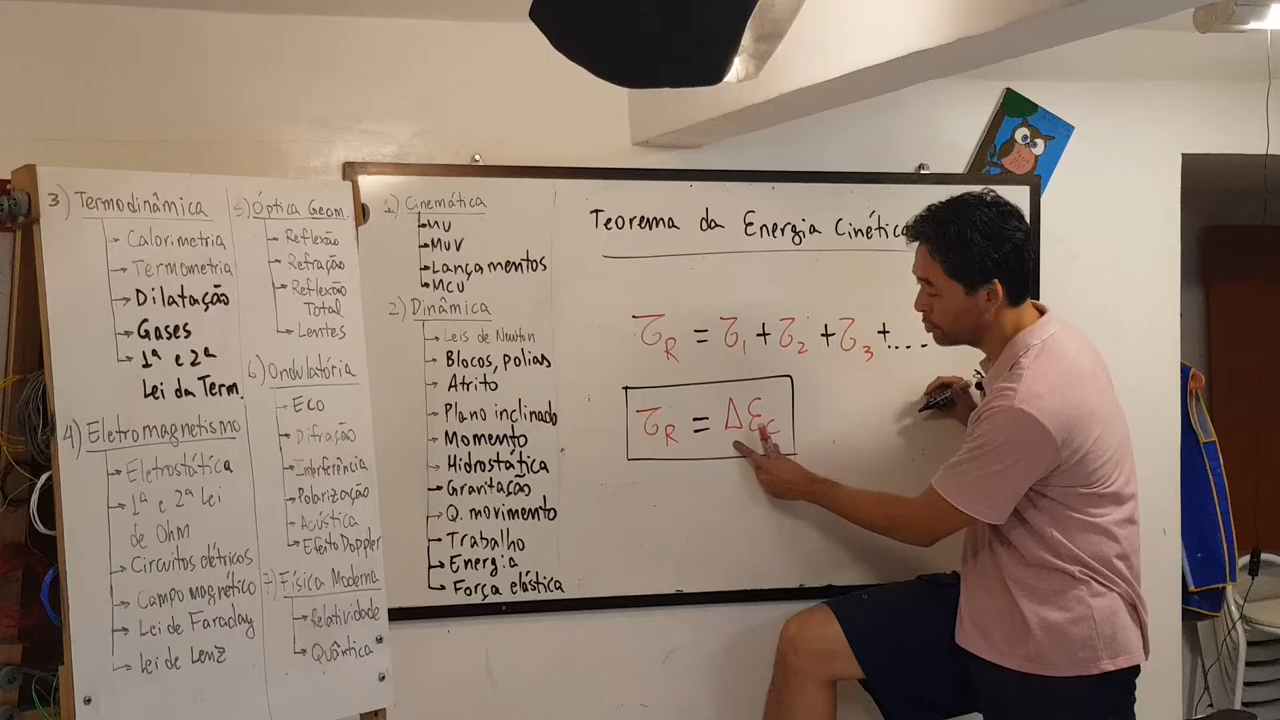 3) Termodinâmica
Calorimetria
Termometria
Dilatação
Gases
1ª e 2ª
Lei da Term.
4) Eletromagnetismo
Eletrostática
1ª e 2ª Lei
de Ohm
Circuitos elétricos
Campo magnético
Lei de Faraday
Lei de Lenz
5) Óptica Geom.
Reflexão
Refração
Reflexão
Total
Lentes
6) Ondulatória
Eco
Difração
Interferência
Polarização
Acústica
Efeito Doppler
7) Física Moderna
Relatividade
Quântica
1) Cinemática
MU
MUV
Lançamentos
MCU
2) Dinâmica
Leis de Newton
Blocos, polias
Atrito
Plano inclinado
Momento
Hidrostática
Gravitação
Q. movimento
Trabalho
Energia
Força elástica
Teorema da Energia Cinética
τR = τ1 + τ2 + τ3 + ....
τR = ΔEc